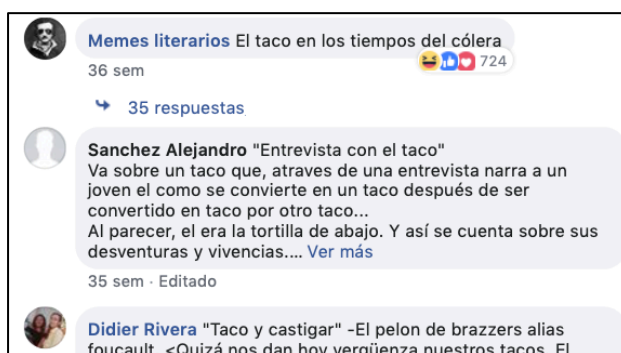 Memes literarios El taco en los tiempos del cólera
724
36 sem
35 respuestas
Sanchez Alejandro "Entrevista con el taco"
Va sobre un taco que, atraves de una entrevista narra a un
joven el como se convierte en un taco después de ser
convertido en taco por otro taco...
Al parecer, el era la tortilla de abajo. Y así se cuenta sobre sus
desventuras y vivencias.... Ver más
35 sem · Editado
Didier Rivera "Taco y castigar" -El pelon de brazzers alias
foucault. <Quizá nos dan hoy vergüenza nuestros tacos. El